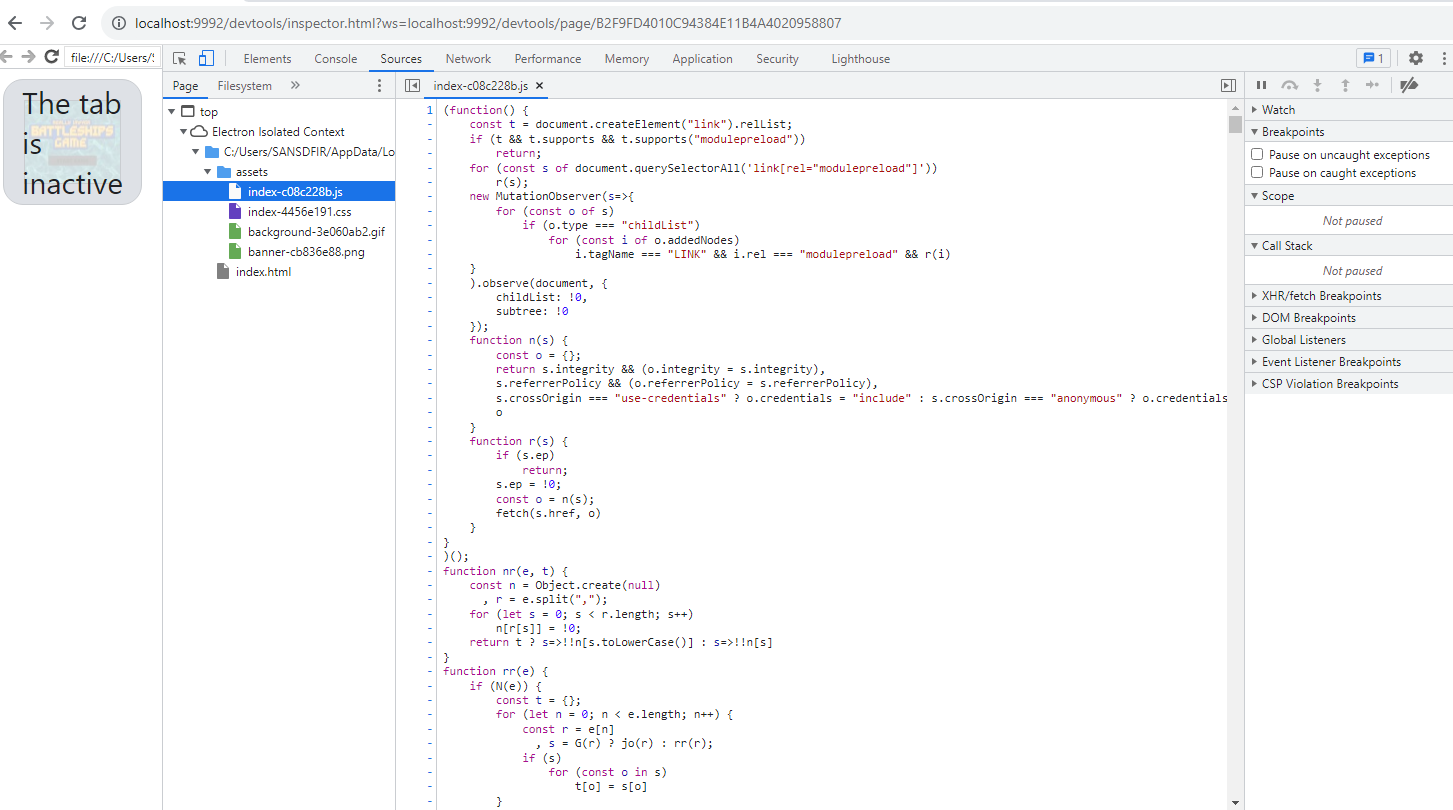 localhost:9992/devtools/inspector.html?ws=localhost:9992/devtools/page/B2F9FD4010C94384E11B4A4020958807
file:///C:/Users/S
Elements Console Sources Network Performance Memory Application Security Lighthouse 1
Page Filesystem »
index-c08c228b.js ×
The tab is inactive
BATTLESHIPS
GAME
top
Electron Isolated Context
C:/Users/SANSDFIR/AppData/Lo
assets
index-c08c228b.js
index-4456e191.css
background-3e060ab2.gif
banner-cb836e88.png
index.html
1 (function() {
- const t = document.createElement("link").relList;
- if (t && t.supports && t.supports("modulepreload"))
- return;
- for (const s of document.querySelectorAll('link[rel="modulepreload"]'))
- r(s);
- new MutationObserver(s=>{
- for (const o of s)
- if (o.type === "childList")
- for (const i of o.addedNodes)
- i.tagName === "LINK" && i.rel === "modulepreload" && r(i)
- }
- ).observe(document, {
- childList: !0,
- subtree: !0
- });
- function n(s) {
- const o = {};
- return s.integrity && (o.integrity = s.integrity),
- s.referrerPolicy && (o.referrerPolicy = s.referrerPolicy),
- s.crossOrigin === "use-credentials" ? o.credentials = "include" : s.crossOrigin === "anonymous" ? o.credentials
- o
- }
- function r(s) {
- if (s.ep)
- return;
- s.ep = !0;
- const o = n(s);
- fetch(s.href, o)
- }
- }
- )();
- function nr(e, t) {
- const n = Object.create(null)
- , r = e.split(",");
- for (let s = 0; s < r.length; s++)
- n[r[s]] = !0;
- return t ? s=>!!n[s.toLowerCase()] : s=>!!n[s]
- }
- function rr(e) {
- if (N(e)) {
- const t = {};
- for (let n = 0; n < e.length; n++) {
- const r = e[n]
- , s = G(r) ? jo(r) : rr(r);
- if (s)
- for (const o in s)
- t[o] = s[o]
- }
Watch
Breakpoints
Pause on uncaught exceptions
Pause on caught exceptions
Scope
Not paused
Call Stack
Not paused
XHR/fetch Breakpoints
DOM Breakpoints
Global Listeners
Event Listener Breakpoints
CSP Violation Breakpoints